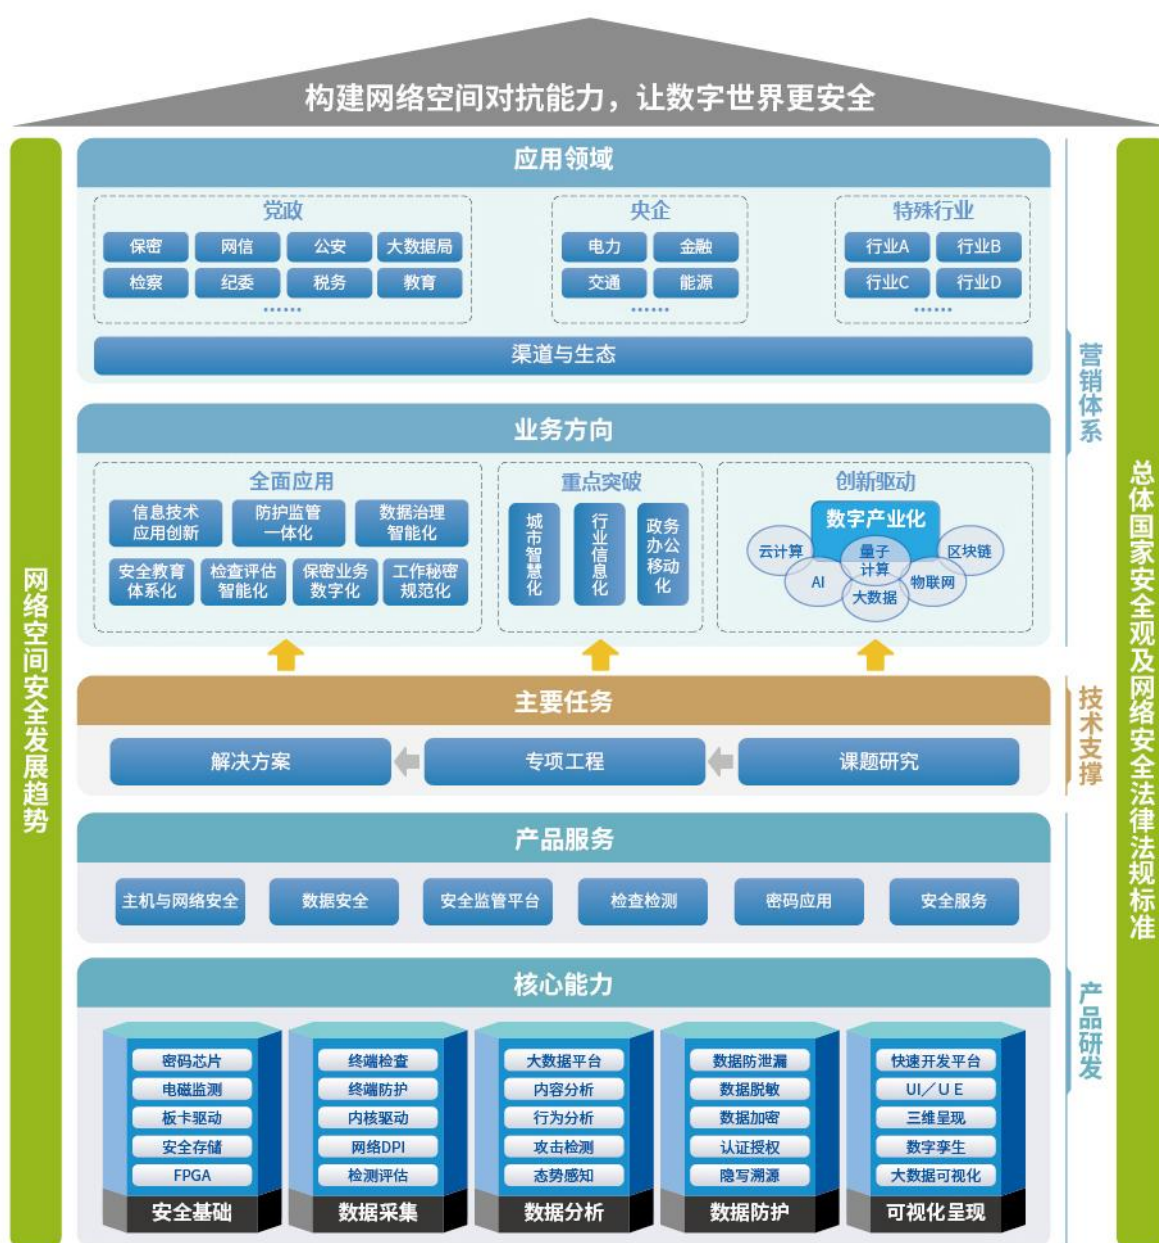 构建网络空间对抗能力，让数字世界更安全
网络空间安全发展趋势
应用领域
党政
保密
网信
公安
大数据局
检察
纪委
税务
教育
......
央企
电力
金融
交通
能源
......
特殊行业
行业A
行业B
行业C
行业D
......
渠道与生态
业务方向
全面应用
信息技术
应用创新
防护监管
一体化
数据治理
智能化
安全教育
体系化
检查评估
智能化
保密业务
数字化
工作秘密
规范化
重点突破
城市智慧化
行业信息化
政务
办公
移动
化
创新驱动
数字产业化
云计算
量子
计算
区块链
AI
大数据
物联网
营销体系
主要任务
解决方案
专项工程
课题研究
技术支撑
产品服务
主机与网络安全
数据安全
安全监管平台
检查检测
密码应用
安全服务
核心能力
密码芯片
电磁监测
板卡驱动
安全存储
FPGA
安全基础
终端检查
终端防护
内核驱动
网络DPI
检测评估
数据采集
大数据平台
内容分析
行为分析
攻击检测
态势感知
数据分析
数据防泄漏
数据脱敏
数据加密
认证授权
隐写溯源
数据防护
快速开发平台
UI／U E
三维呈现
数字孪生
大数据可视化
可视化呈现
产品研发
总体国家安全观及网络安全法律法规标准